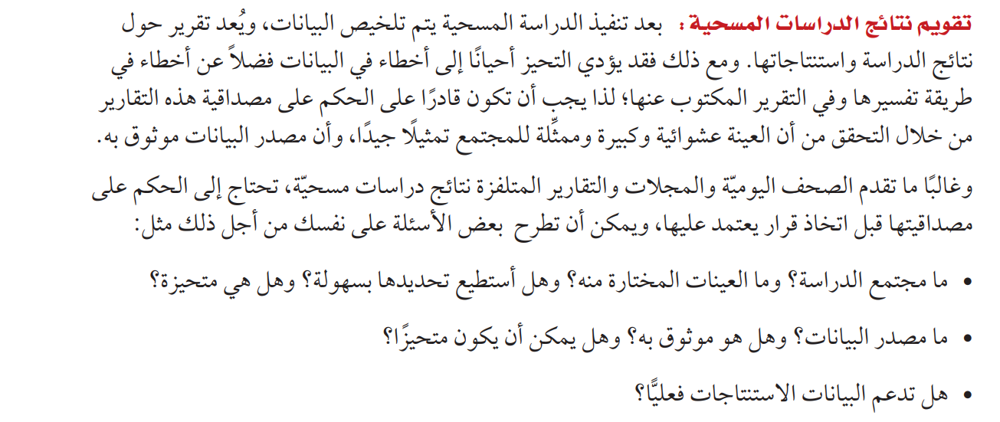 تقويم نتائج الدراسات المسحية : بعد تنفيذ الدراسة المسحية يتم تلخيص البيانات، ويُعد تقرير حول
نتائج الدراسة واستنتاجاتها. ومع ذلك فقد يؤدي التحيز أحيانًا إلى أخطاء في البيانات فضلاً عن أخطاء في
طريقة تفسيرها وفي التقرير المكتوب عنها؛ لذا يجب أن تكون قادرًا على الحكم على مصداقية هذه التقارير
من خلال التحقق من أن العينة عشوائية وكبيرة وممثِّلة للمجتمع تمثيلًا جيدًا، وأن مصدر البيانات موثوق به.
وغالبًا ما تقدم الصحف اليوميّة والمجلات والتقارير المتلفزة نتائج دراسات مسحيّة، تحتاج إلى الحكم على
مصداقيتها قبل اتخاذ قرار يعتمد عليها، ويمكن أن تطرح بعض الأسئلة على نفسك من أجل ذلك مثل:
• ما مجتمع الدراسة؟ وما العينات المختارة منه؟ وهل أستطيع تحديدها بسهولة؟ وهل هي متحيزة؟
• ما مصدر البيانات؟ وهل هو موثوق به؟ وهل يمكن أن يكون متحيزًا؟
• هل تدعم البيانات الاستنتاجات فعليًّا؟